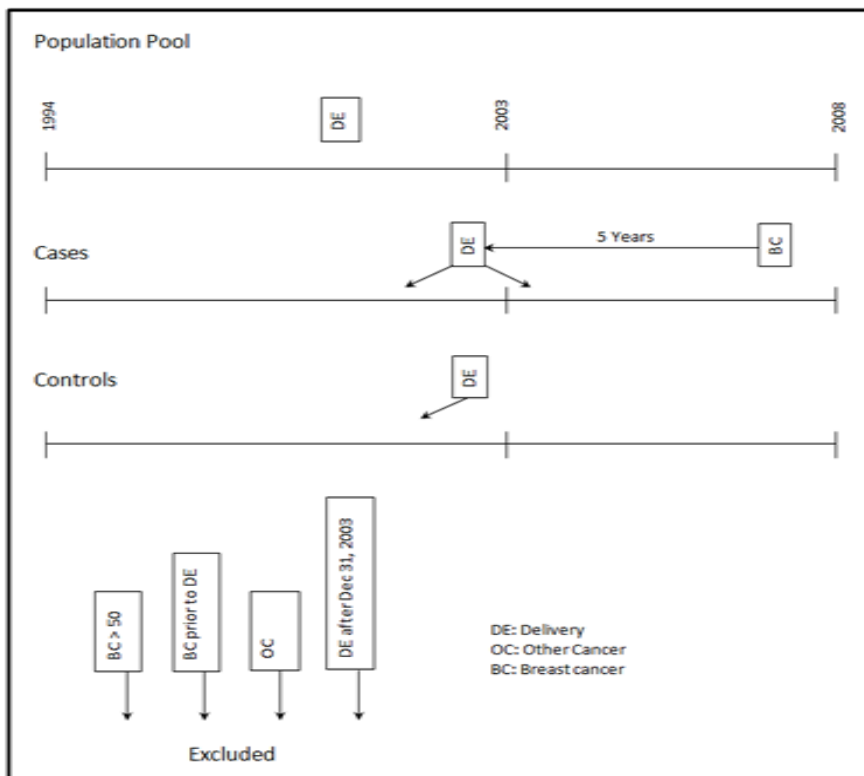 Population Pool
1994
DE
2003
2008
Cases
DE
5 Years
BC
Controls
DE
BC > 50
BC prior to DE
OC
DE after Dec 31, 2003
DE: Delivery
OC: Other Cancer
BC: Breast cancer
Excluded